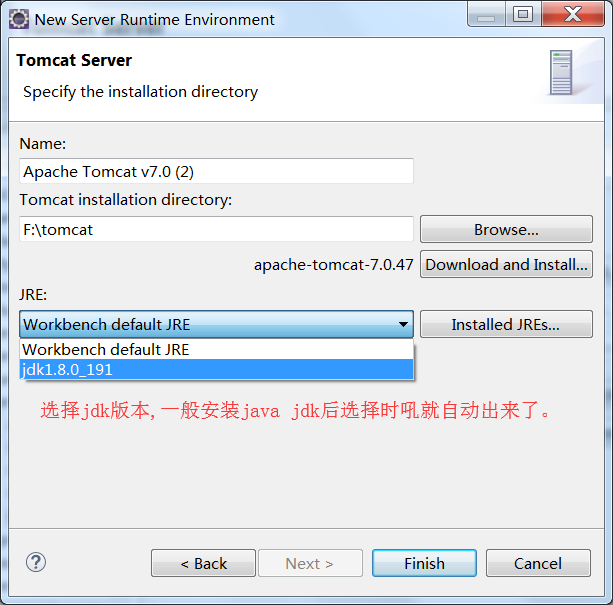 New Server Runtime Environment
Tomcat Server
Specify the installation directory
Name:
Apache Tomcat v7.0 (2)
Tomcat installation directory:
F:\tomcat
Browse...
apache-tomcat-7.0.47
Download and Install...
JRE:
Workbench default JRE
Installed JREs...
Workbench default JRE
jdk1.8.0_191
选择jdk版本,一般安装java jdk后选择时吼就自动出来了。
?
< Back
Next >
Finish
Cancel